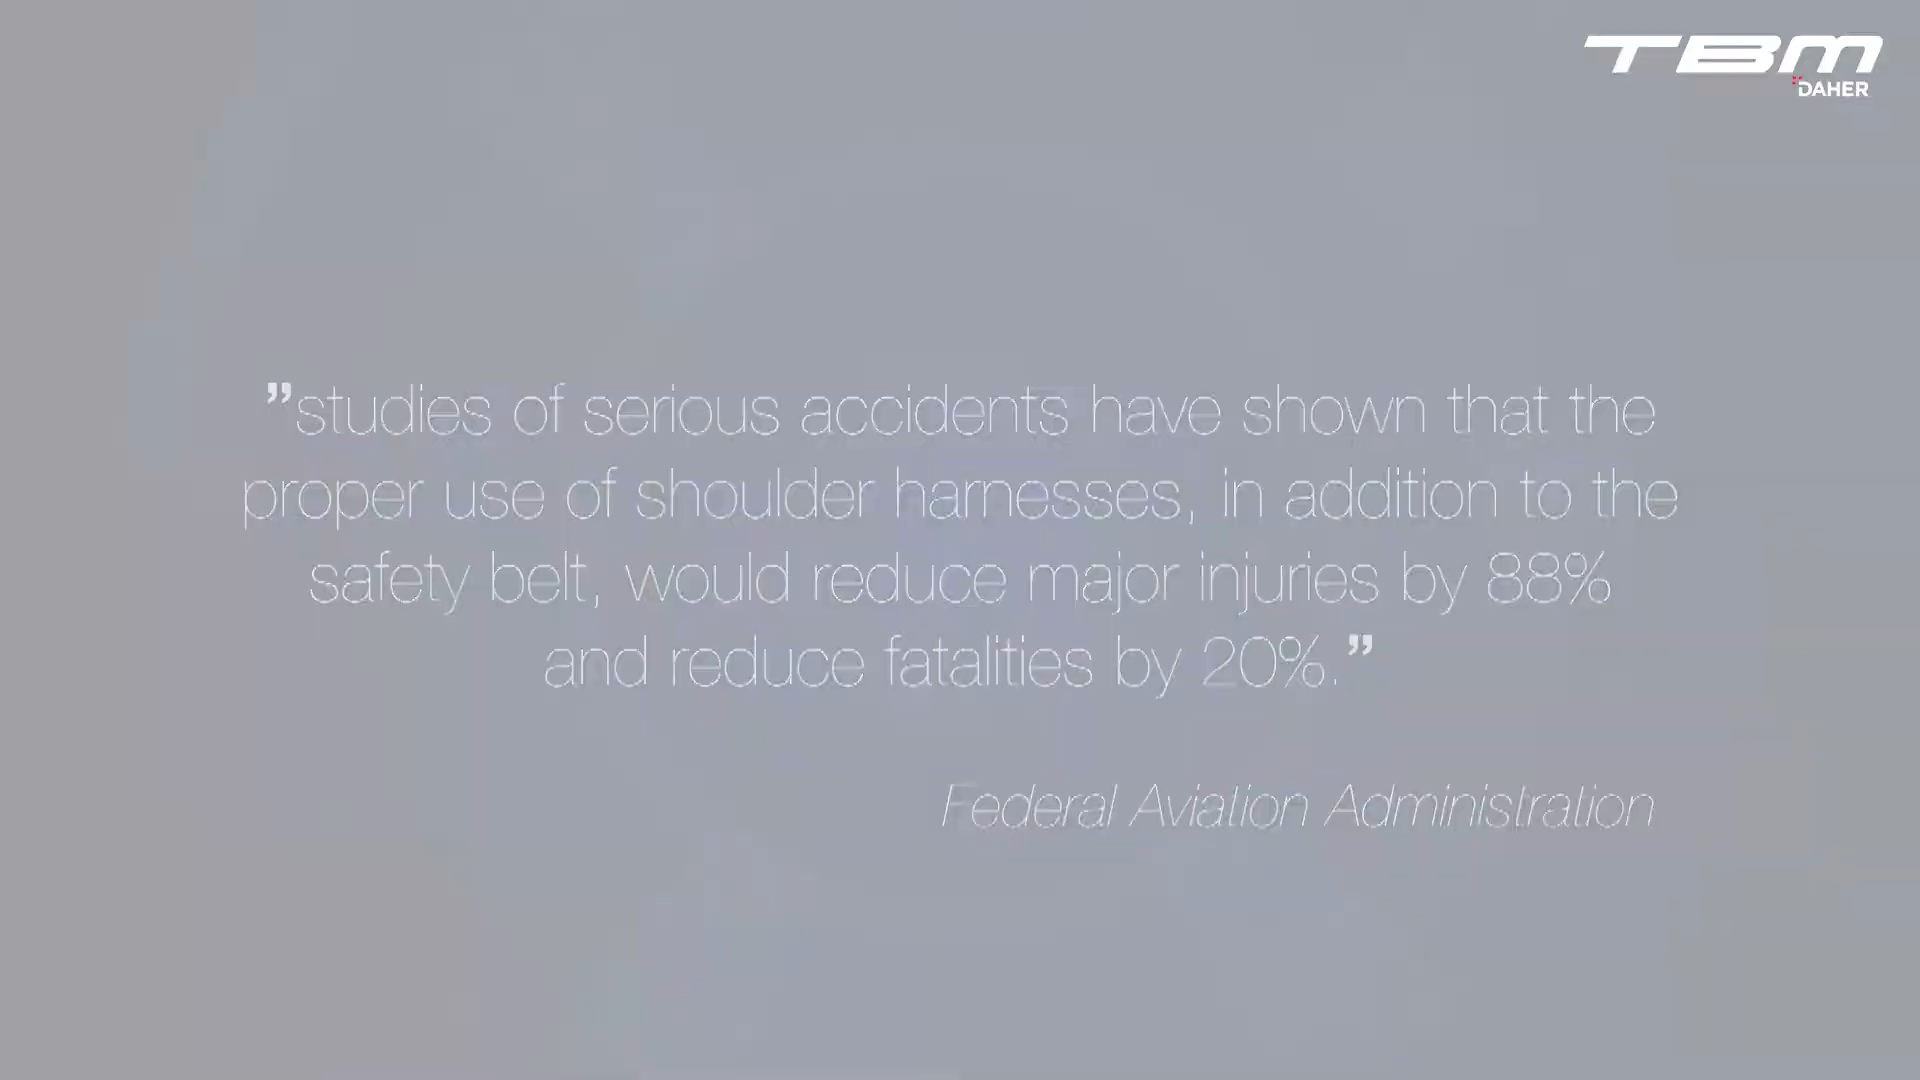 TBM
DAHER
”studies of serious accidents have shown that the
proper use of shoulder harnesses, in addition to the
safety belt, would reduce major injuries by 88%
and reduce fatalities by 20%.”
Federal Aviation Administration